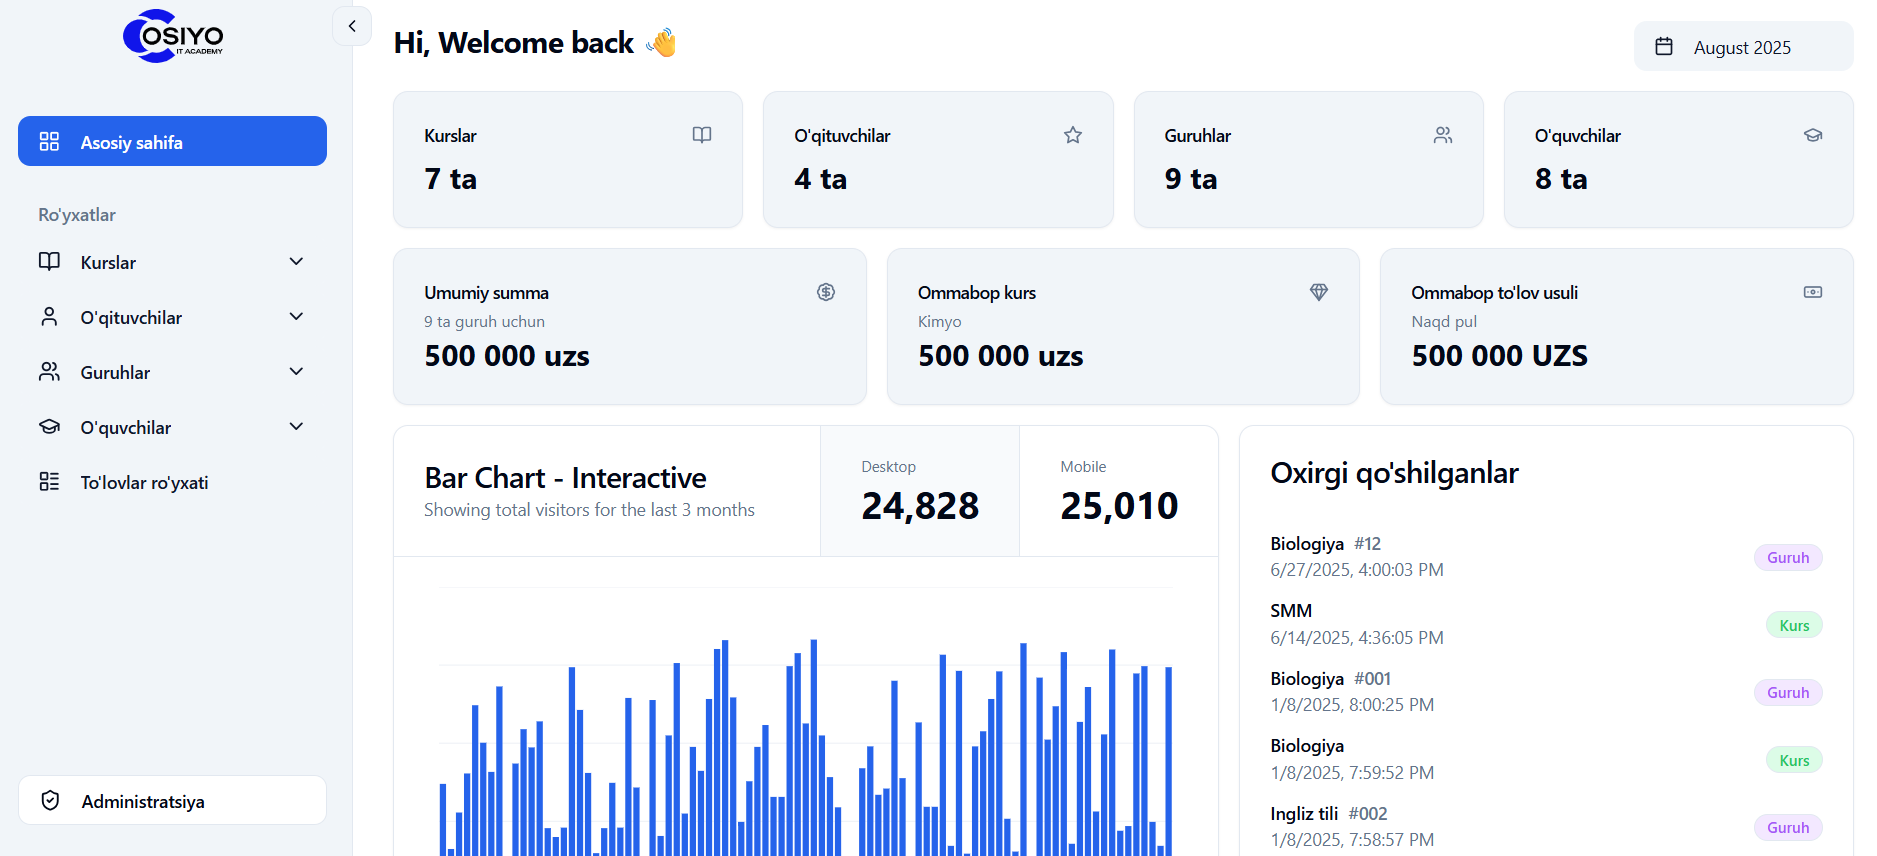 OSIYO
IT ACADEMY
Asosiy sahifa
Ro'yxatlar
Kurslar
O'qituvchilar
Guruhlar
O'quvchilar
To'lovlar ro'yxati
Administratsiya
Hi, Welcome back 👋
August 2025
Kurslar
7 ta
O'qituvchilar
4 ta
Guruhlar
9 ta
O'quvchilar
8 ta
Umumiy summa
9 ta guruh uchun
500 000 uzs
Ommabop kurs
Kimyo
500 000 uzs
Ommabop to'lov usuli
Naqd pul
500 000 UZS
Bar Chart - Interactive
Showing total visitors for the last 3 months
Desktop
24,828
Mobile
25,010
Oxirgi qo'shilganlar
Biologiya #12
6/27/2025, 4:00:03 PM
Guruh
SMM
6/14/2025, 4:36:05 PM
Kurs
Biologiya #001
1/8/2025, 8:00:25 PM
Guruh
Biologiya
1/8/2025, 7:59:52 PM
Kurs
Ingliz tili #002
1/8/2025, 7:58:57 PM
Guruh